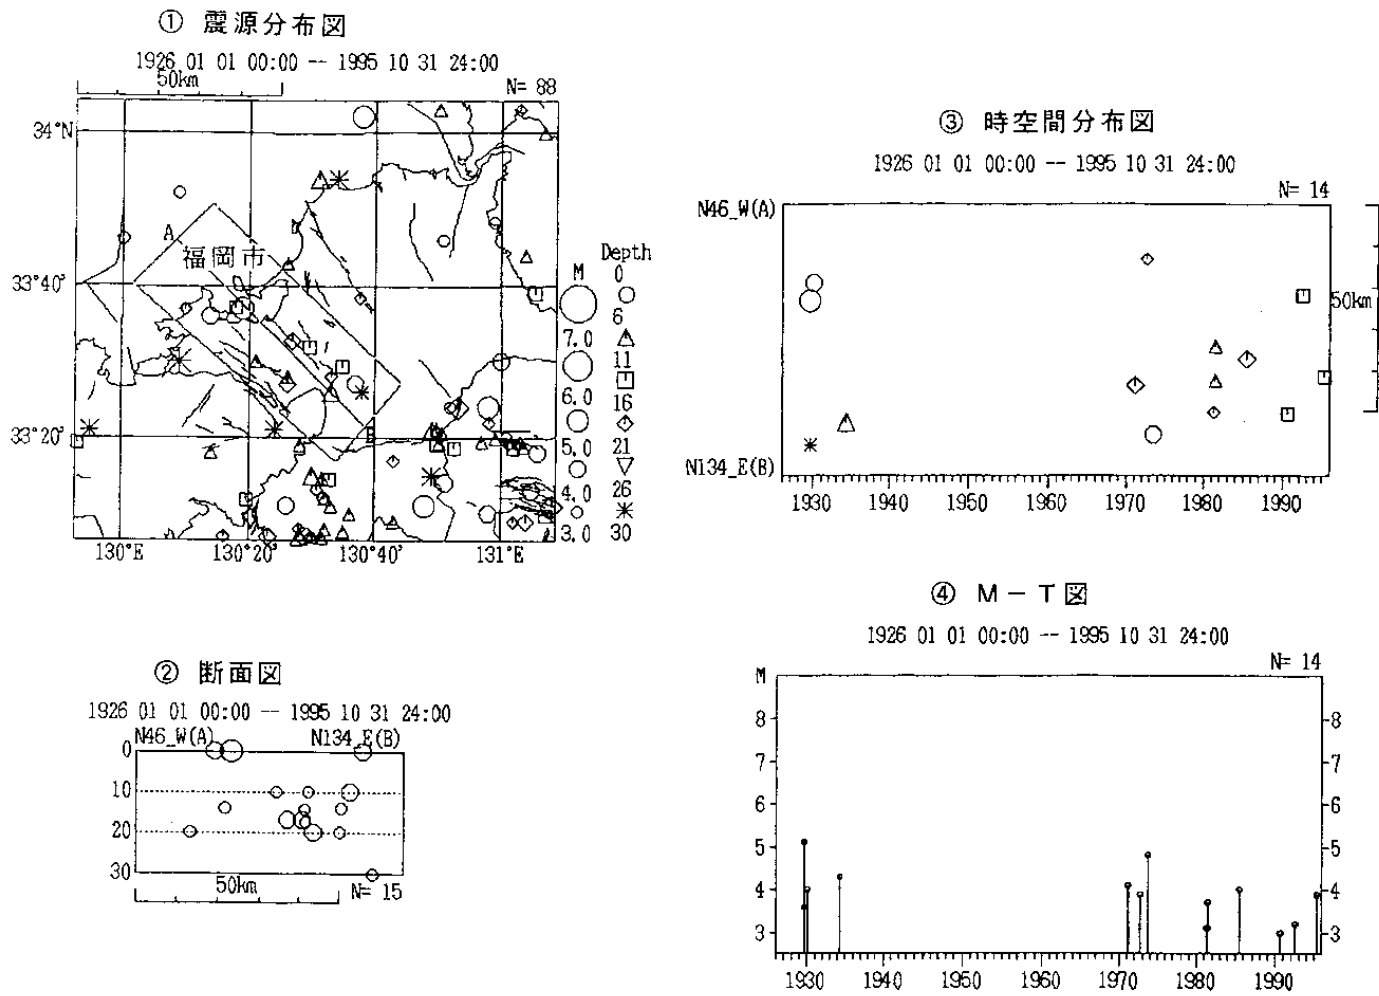 ① 震源分布図
1926 01 01 00:00 -- 1995 10 31 24:00
50km
N= 88
34°N
33°40'
33°20'
130°E
130°20'
130°40'
131°E
A
福岡市
B
M
7.0
6.0
5.0
4.0
3.0
Depth
0
6
11
16
21
26
30
② 断面図
1926 01 01 00:00 -- 1995 10 31 24:00
N46_W(A)
N134_E(B)
0
10
20
30
50km
N= 15
③ 時空間分布図
1926 01 01 00:00 -- 1995 10 31 24:00
N= 14
N46_W(A)
50km
N134_E(B)
1930 1940 1950 1960 1970 1980 1990
④ M－T図
1926 01 01 00:00 -- 1995 10 31 24:00
N= 14
M
8 8
7 7
6 6
5 5
4 4
3 3
1930 1940 1950 1960 1970 1980 1990